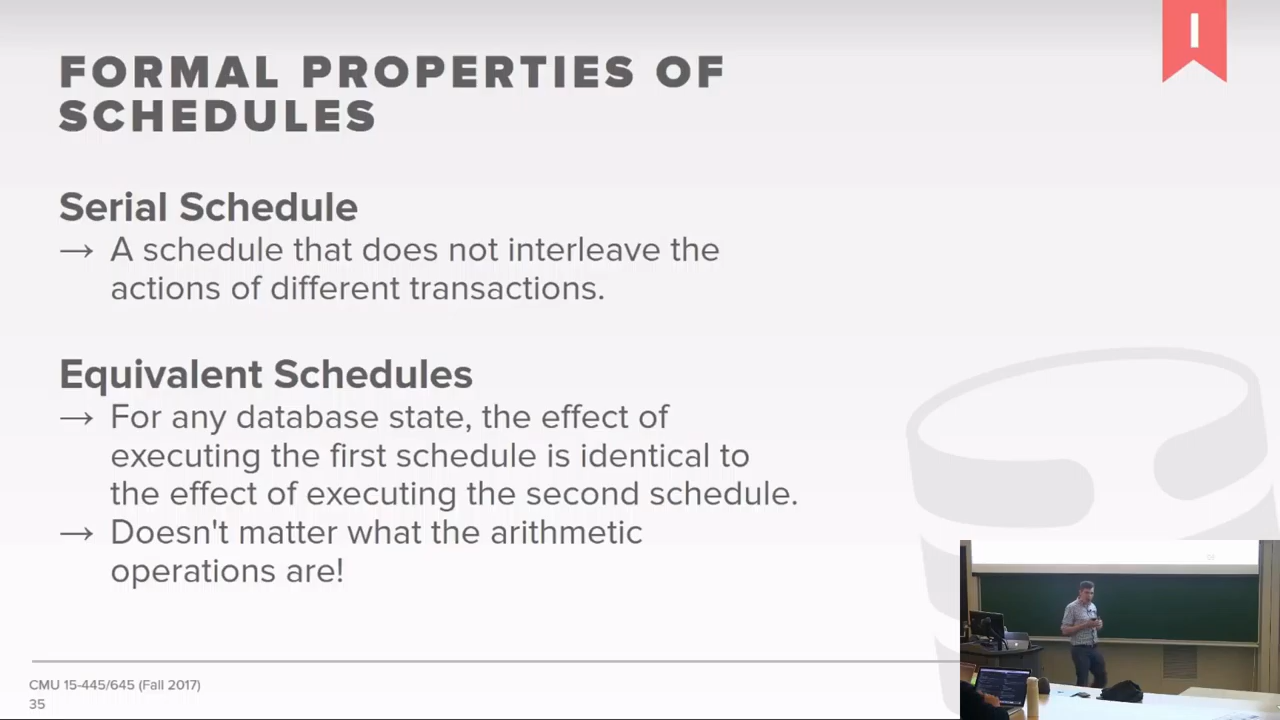 I
FORMAL PROPERTIES OF
SCHEDULES
Serial Schedule
→ A schedule that does not interleave the
actions of different transactions.
Equivalent Schedules
→ For any database state, the effect of
executing the first schedule is identical to
the effect of executing the second schedule.
→ Doesn't matter what the arithmetic
operations are!
CMU 15-445/645 (Fall 2017)
35